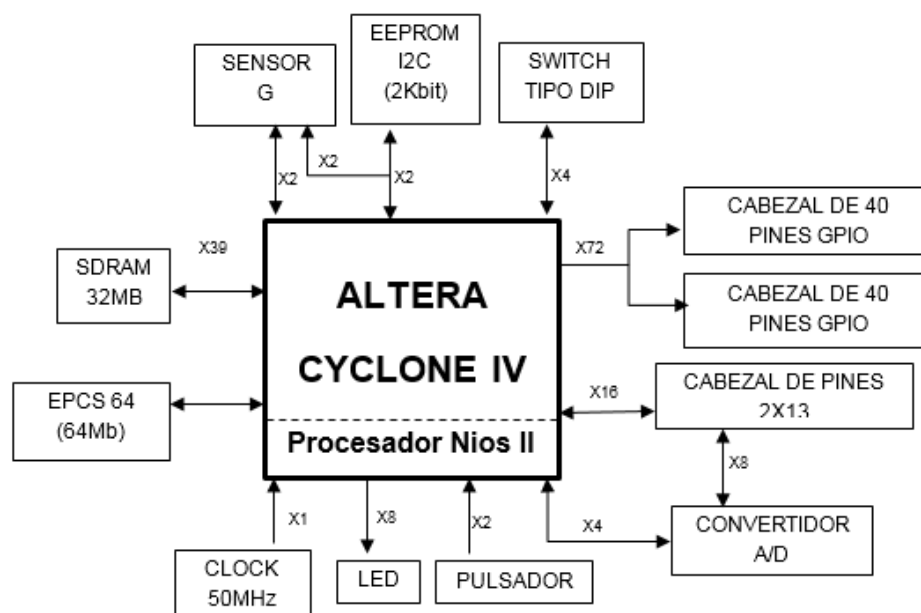 SENSOR
G
EEPROM
I2C
(2Kbit)
SWITCH
TIPO DIP
X2
X2
X2
X4
SDRAM
32MB
X39
ALTERA
CYCLONE IV
Procesador Nios II
X72
CABEZAL DE 40
PINES GPIO
CABEZAL DE 40
PINES GPIO
EPCS 64
(64Mb)
X16
CABEZAL DE PINES
2X13
X8
X1
X8
X2
X4
CONVERTIDOR
A/D
CLOCK
50MHz
LED
PULSADOR